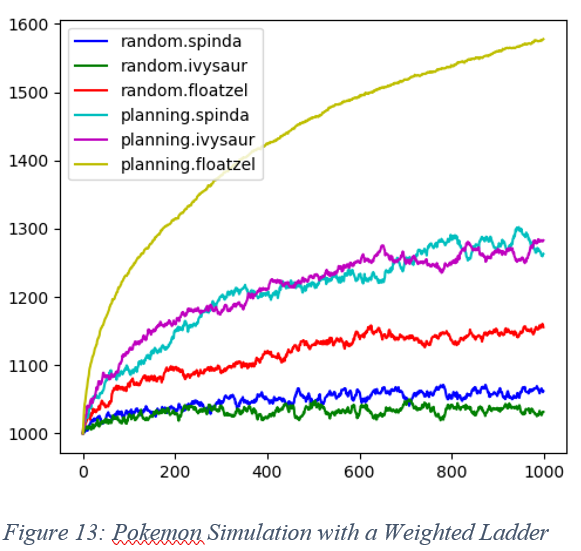 1600
1500
1400
1300
1200
1100
1000
random.spinda
random.ivysaur
random.floatzel
planning.spinda
planning.ivysaur
planning.floatzel
0 200 400 600 800 1000
Figure 13: Pokemon Simulation with a Weighted Ladder